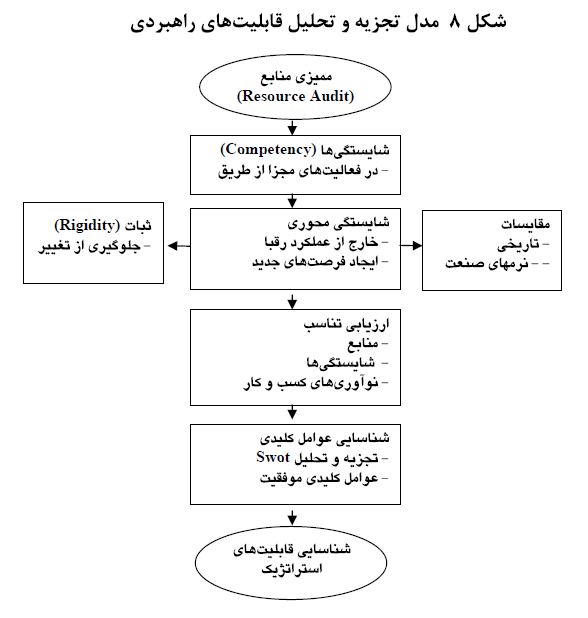 شکل ۸ مدل تجزیه و تحلیل قابلیت‌های راهبردی
ممیزی منابع
(Resource Audit)
شایستگی‌ها (Competency)
- در فعالیت‌های مجزا از طریق
ثبات (Rigidity)
- جلوگیری از تغییر
شایستگی محوری
- خارج از عملکرد رقبا
- ایجاد فرصت‌های جدید
مقایسات
- تاریخی
- - نرمهای صنعت
ارزیابی تناسب
- منابع
- شایستگی‌ها
- نوآوری‌های کسب و کار
شناسایی عوامل کلیدی
- تجزیه و تحلیل Swot
- عوامل کلیدی موفقیت
شناسایی قابلیت‌های
استراتژیک